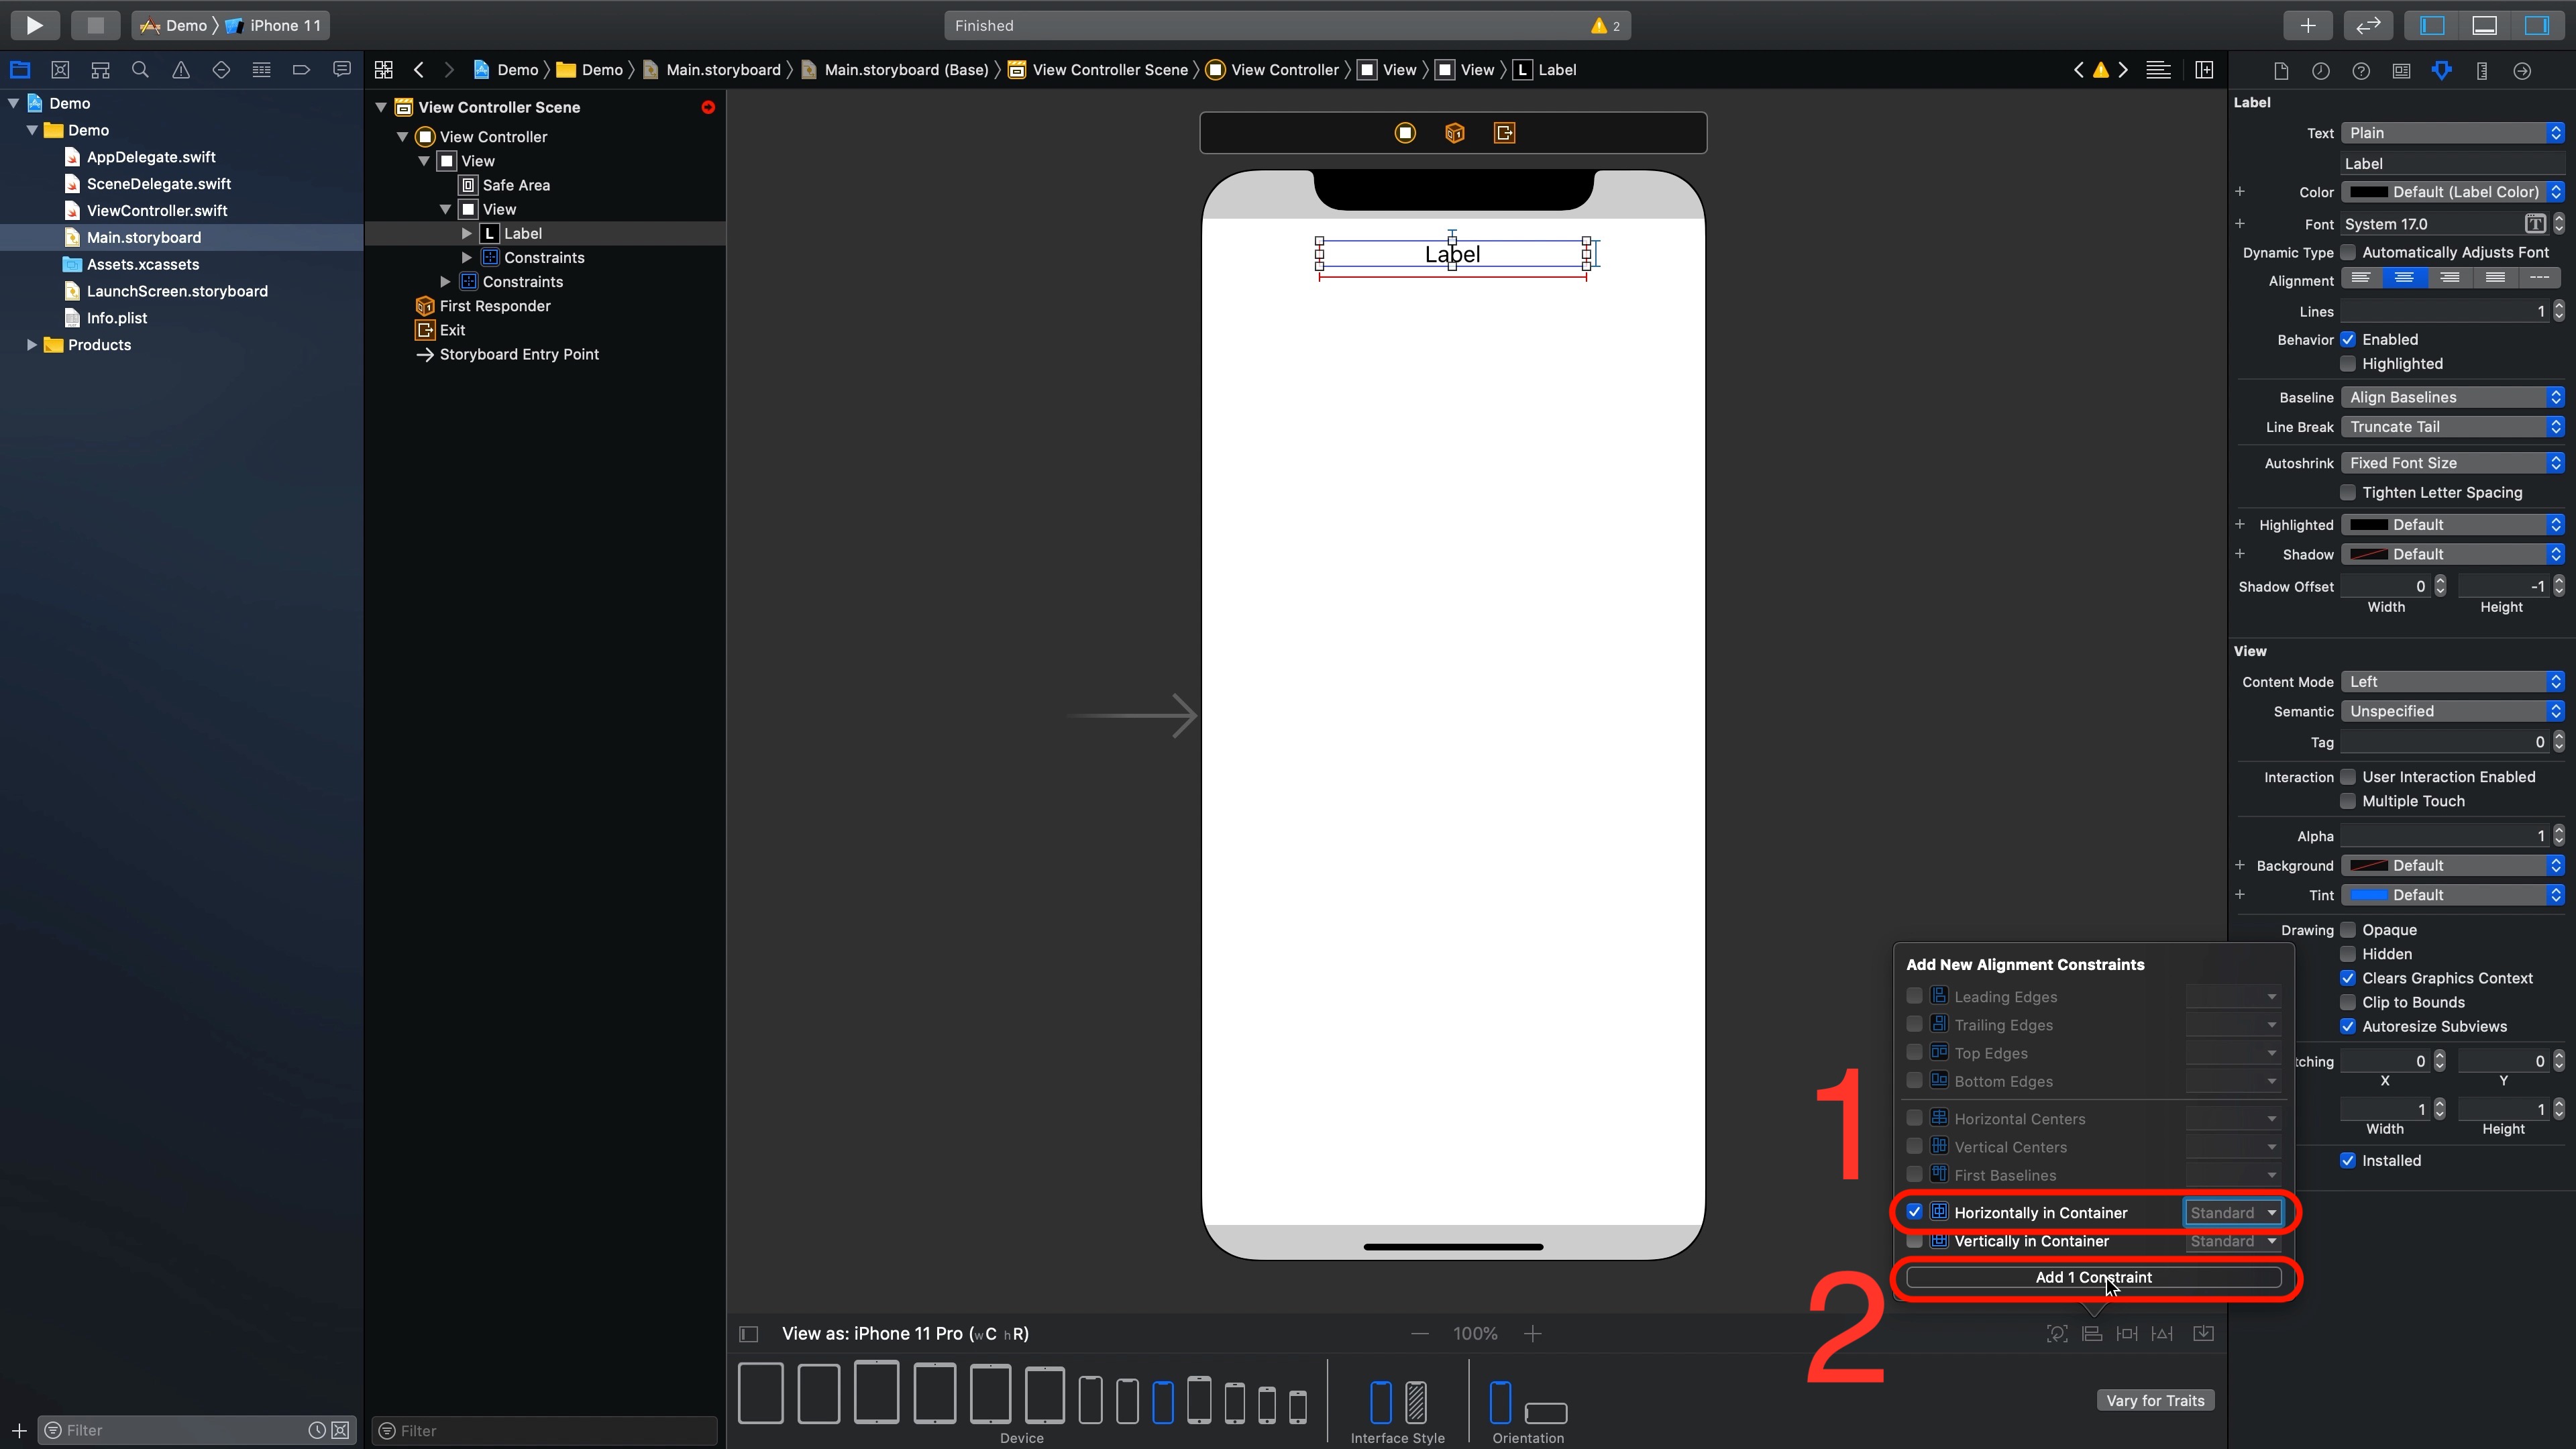 Demo 〉 iPhone 11
Finished
2
Demo 〉 Demo 〉 Main.storyboard 〉 Main.storyboard (Base) 〉 View Controller Scene 〉 View Controller 〉 View 〉 View 〉 L Label
Demo
Demo
AppDelegate.swift
SceneDelegate.swift
ViewController.swift
Main.storyboard
Assets.xcassets
LaunchScreen.storyboard
Info.plist
Products
Filter
View Controller Scene
View Controller
View
Safe Area
View
L Label
Constraints
Constraints
First Responder
Exit
Storyboard Entry Point
Filter
Label
1
2
Add New Alignment Constraints
Leading Edges
Trailing Edges
Top Edges
Bottom Edges
Horizontal Centers
Vertical Centers
First Baselines
Horizontally in Container Standard
Vertically in Container Standard
Add 1 Constraint
View as: iPhone 11 Pro (wC hR)
100%
Vary for Traits
Device
Interface Style
Orientation
Label
Text Plain
Label
Color Default (Label Color)
Font System 17.0 T
Dynamic Type Automatically Adjusts Font
Alignment
Lines 1
Behavior Enabled
Highlighted
Baseline Align Baselines
Line Break Truncate Tail
Autoshrink Fixed Font Size
Tighten Letter Spacing
Highlighted Default
Shadow Default
Shadow Offset 0 -1
Width Height
View
Content Mode Left
Semantic Unspecified
Tag 0
Interaction User Interaction Enabled
Multiple Touch
Alpha 1
Background Default
Tint Default
Drawing Opaque
Hidden
Clears Graphics Context
Clip to Bounds
Autoresize Subviews
tching 0 0
X Y
1 1
Width Height
Installed